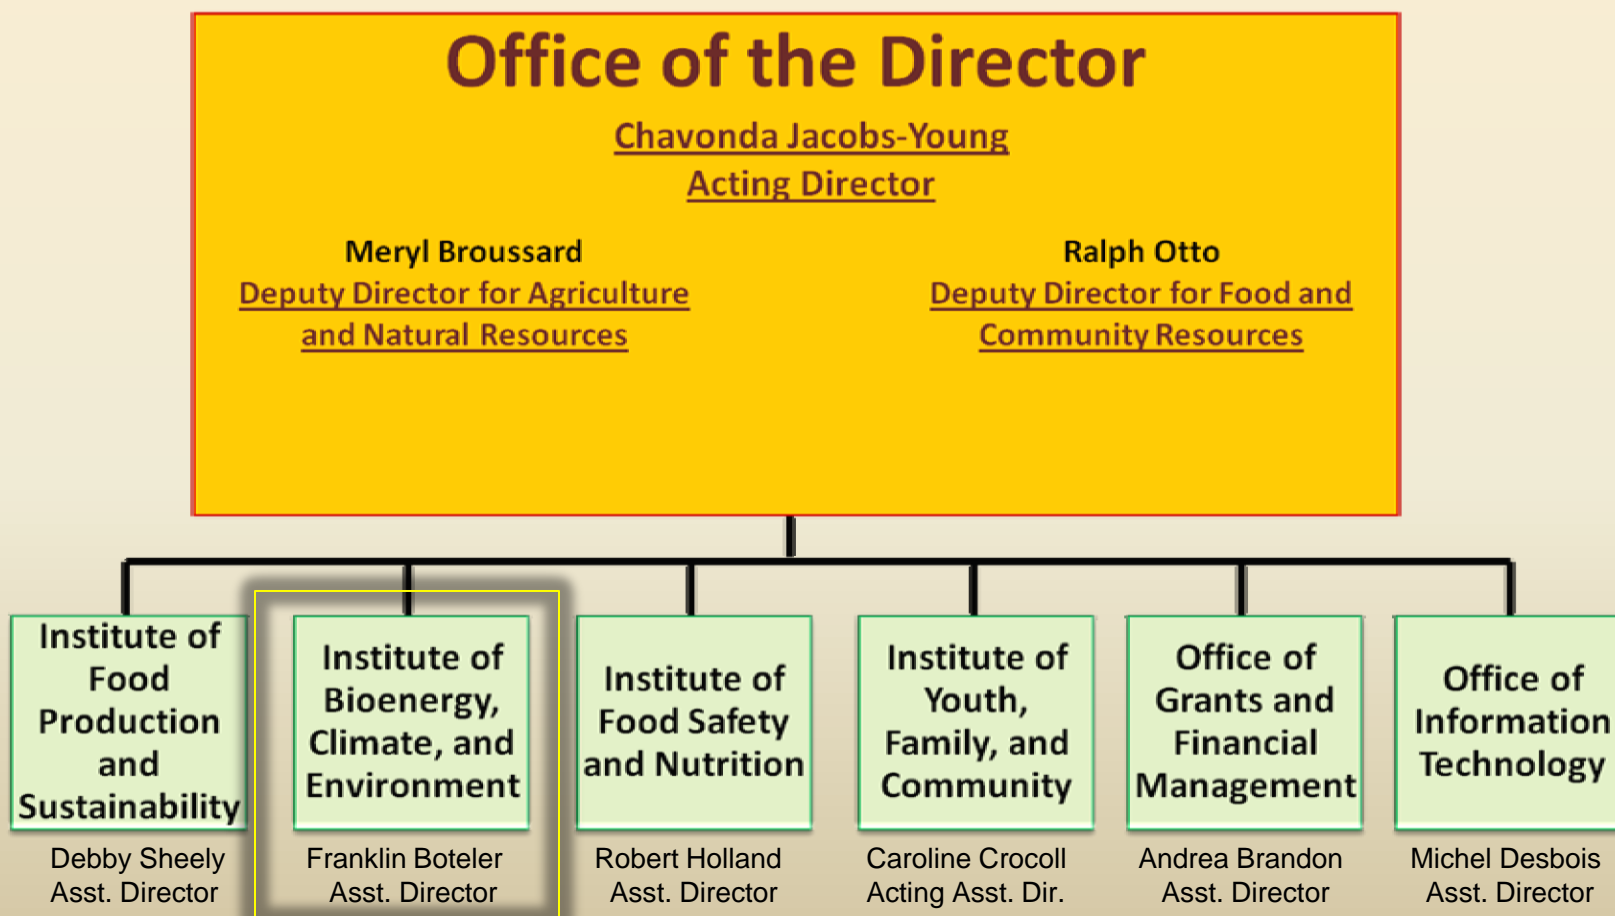 Office of the Director
Chavonda Jacobs-Young
Acting Director
Meryl Broussard
Deputy Director for Agriculture
and Natural Resources
Ralph Otto
Deputy Director for Food and
Community Resources
Institute of
Food
Production
and
Sustainability
Debby Sheely
Asst. Director
Institute of
Bioenergy,
Climate, and
Environment
Franklin Boteler
Asst. Director
Institute of
Food Safety
and Nutrition
Robert Holland
Asst. Director
Institute of
Youth,
Family, and
Community
Caroline Crocoll
Acting Asst. Dir.
Office of
Grants and
Financial
Management
Andrea Brandon
Asst. Director
Office of
Information
Technology
Michel Desbois
Asst. Director